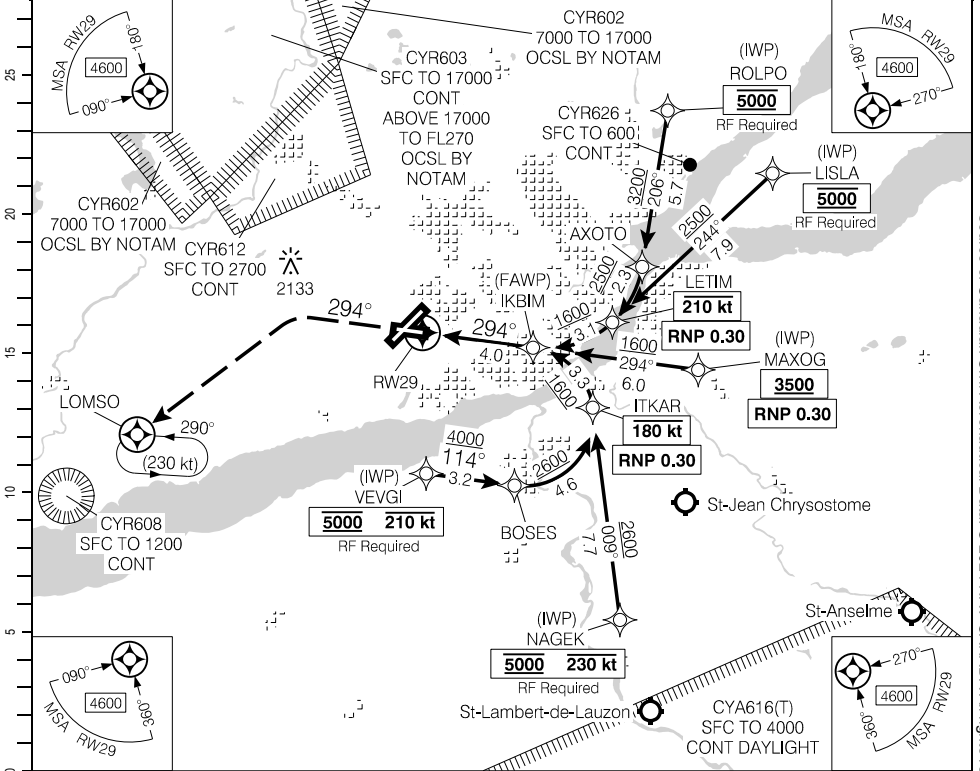 MSA RW29
180°
4600
090°
CYR602
7000 TO 17000
OCSL BY NOTAM
CYR603
SFC TO 17000
CONT
ABOVE 17000
TO FL270
OCSL BY
NOTAM
(IWP)
ROLPO
5000
RF Required
MSA RW29
180°
4600
270°
CYR626
SFC TO 600
CONT
(IWP)
LISLA
5000
RF Required
3200
206°
5.7
2500
244°
7.9
CYR602
7000 TO 17000
OCSL BY NOTAM
CYR612
SFC TO 2700
CONT
2133
AXOTO
2500
2.3
LETIM
210 kt
RNP 0.30
(FAWP)
IKBIM
1600
3.1
294°
294°
4.0
RW29
1600
294°
6.0
(IWP)
MAXOG
3500
RNP 0.30
3.3
1600
ITKAR
180 kt
RNP 0.30
LOMSO
290°
(230 kt)
4000
114°
3.2
(IWP)
VEVGI
5000 210 kt
RF Required
2600
4.6
BOSES
CYR608
SFC TO 1200
CONT
St-Jean Chrysostome
2600
009°
7.7
(IWP)
NAGEK
5000 230 kt
RF Required
St-Anselme
St-Lambert-de-Lauzon
CYA616(T)
SFC TO 4000
CONT DAYLIGHT
090°
4600
360°
MSA RW29
270°
4600
360°
MSA RW29
25
20
15
10
5
0